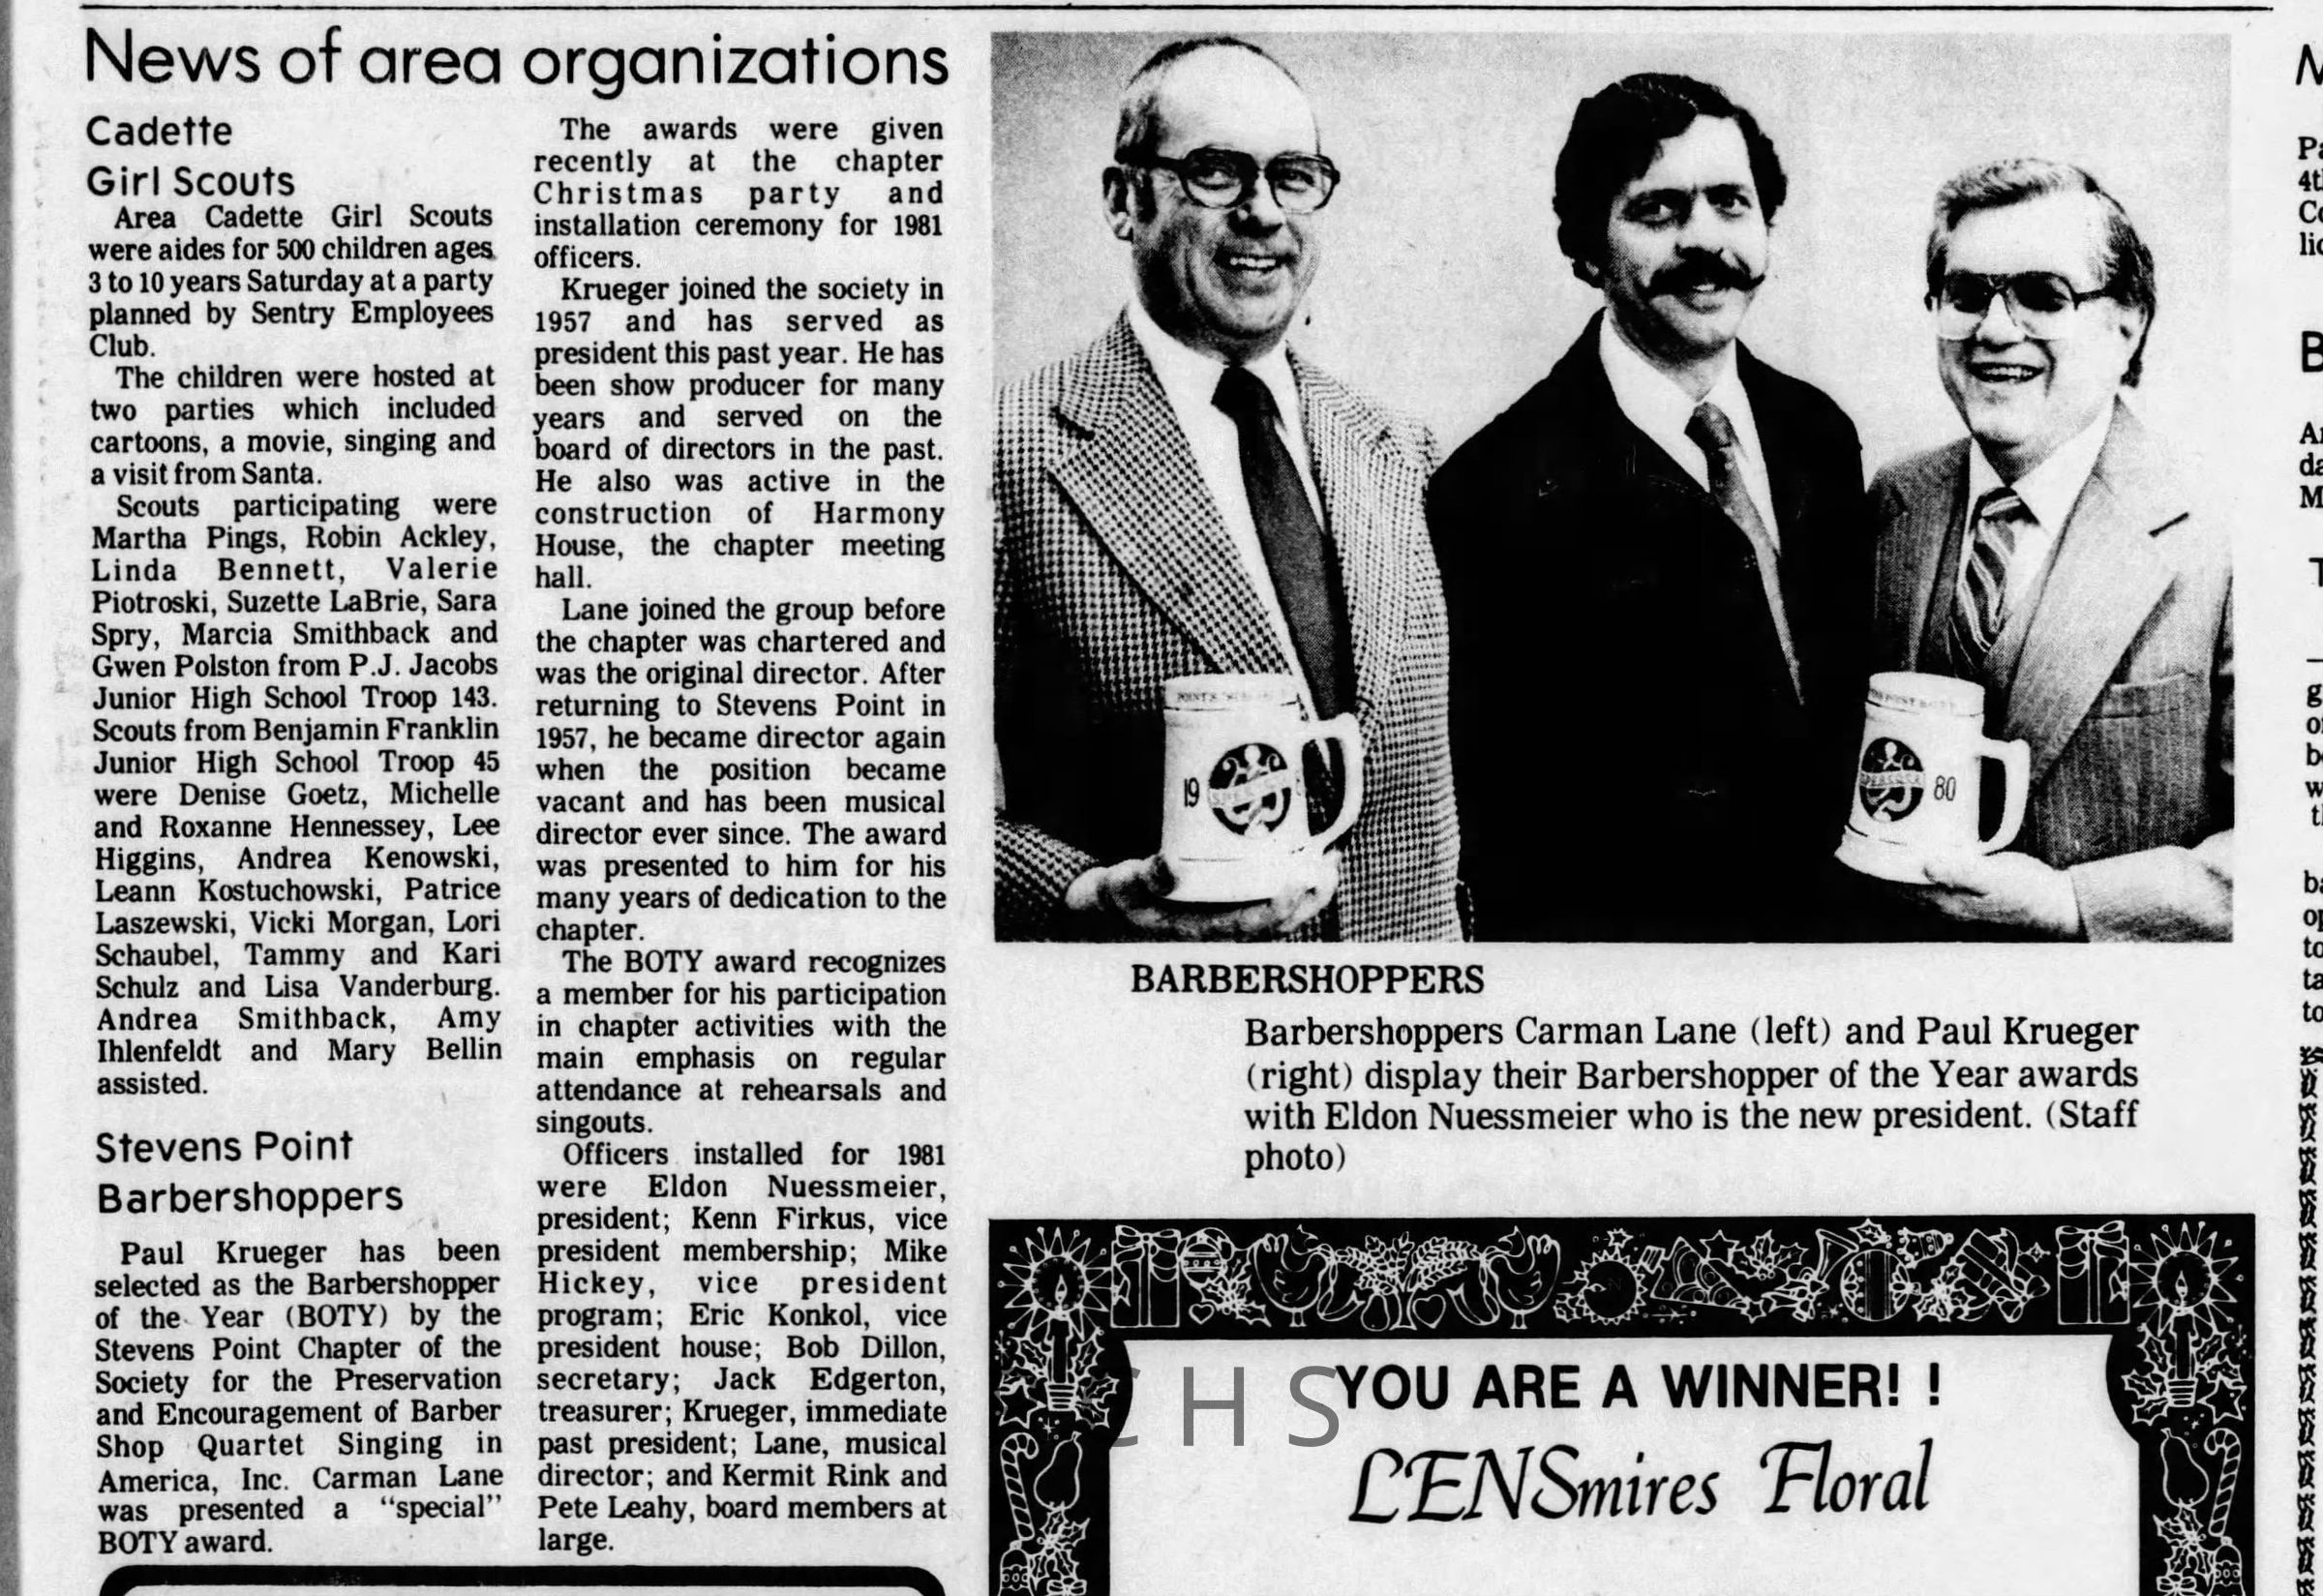 News of area organizations
Cadette
Girl Scouts
Area Cadette Girl Scouts
were aides for 500 children ages
3 to 10 years Saturday at a party
planned by Sentry Employees
Club.
The children were hosted at
two parties which included
cartoons, a movie, singing and
a visit from Santa.
Scouts participating were
Martha Pings, Robin Ackley,
Linda Bennett, Valerie
Piotroski, Suzette LaBrie, Sara
Spry, Marcia Smithback and
Gwen Polston from P.J. Jacobs
Junior High School Troop 143.
Scouts from Benjamin Franklin
Junior High School Troop 45
were Denise Goetz, Michelle
and Roxanne Hennessey, Lee
Higgins, Andrea Kenowski,
Leann Kostuchowski, Patrice
Laszewski, Vicki Morgan, Lori
Schaubel, Tammy and Kari
Schulz and Lisa Vanderburg.
Andrea Smithback, Amy
Ihlenfeldt and Mary Bellin
assisted.
Stevens Point
Barbershoppers
Paul Krueger has been
selected as the Barbershopper
of the Year (BOTY) by the
Stevens Point Chapter of the
Society for the Preservation
and Encouragement of Barber
Shop Quartet Singing in
America, Inc. Carman Lane
was presented a "special"
BOTY award.
The awards were given
recently at the chapter
Christmas party and
installation ceremony for 1981
officers.
Krueger joined the society in
1957 and has served as
president this past year. He has
been show producer for many
years and served on the
board of directors in the past.
He also was active in the
construction of Harmony
House, the chapter meeting
hall.
Lane joined the group before
the chapter was chartered and
was the original director. After
returning to Stevens Point in
1957, he became director again
when the position became
vacant and has been musical
director ever since. The award
was presented to him for his
many years of dedication to the
chapter.
The BOTY award recognizes
a member for his participation
in chapter activities with the
main emphasis on regular
attendance at rehearsals and
singouts.
Officers installed for 1981
were Eldon Nuessmeier,
president; Kenn Firkus, vice
president membership; Mike
Hickey, vice president
program; Eric Konkol, vice
president house; Bob Dillon,
secretary; Jack Edgerton,
treasurer; Krueger, immediate
past president; Lane, musical
director; and Kermit Rink and
Pete Leahy, board members at
large.
19
80
BARBERSHOPPERS
Barbershoppers Carman Lane (left) and Paul Krueger
(right) display their Barbershopper of the Year awards
with Eldon Nuessmeier who is the new president. (Staff
photo)
C H S
YOU ARE A WINNER! !
LENSmires Floral